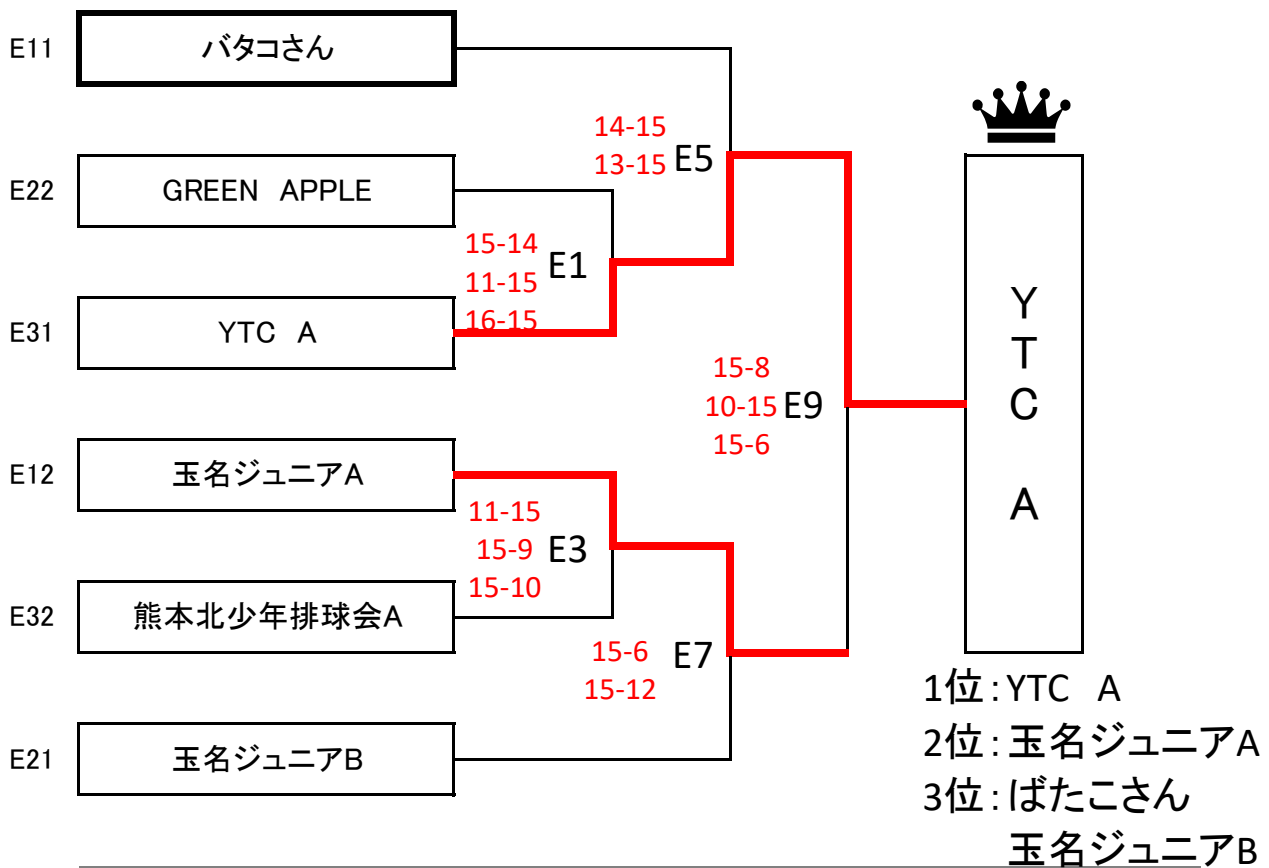 E11 バタコさん
14-15
13-15 E5
E22 GREEN APPLE
15-14
E1
11-15
16-15
E31 YTC A
15-8
10-15 E9
15-6
E12 玉名ジュニアA
11-15
15-9 E3
15-10
E32 熊本北少年排球会A
15-6 E7
15-12
E21 玉名ジュニアB
Y
T
C
A
1位:YTC A
2位:玉名ジュニアA
3位:ばたこさん
玉名ジュニアB